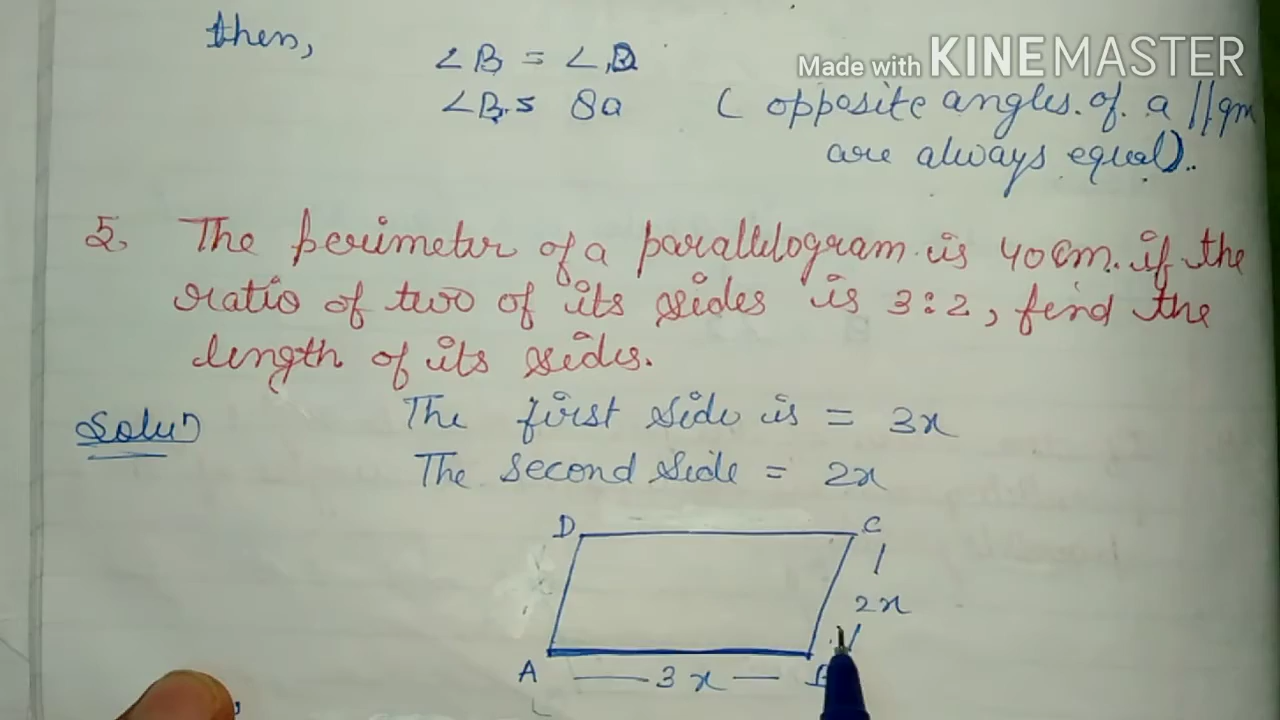 then,
Made with KINEMASTER
∠B = ∠D
∠B = 80 ( opposite angles of a ||gm
are always equal)..
5. The perimeter of a parallelogram is 40cm. if the
ratio of two of its sides is 3:2, find the
length of its sides.
Solun The first side is = 3x
The second side = 2x
D C
2x
A 3x B